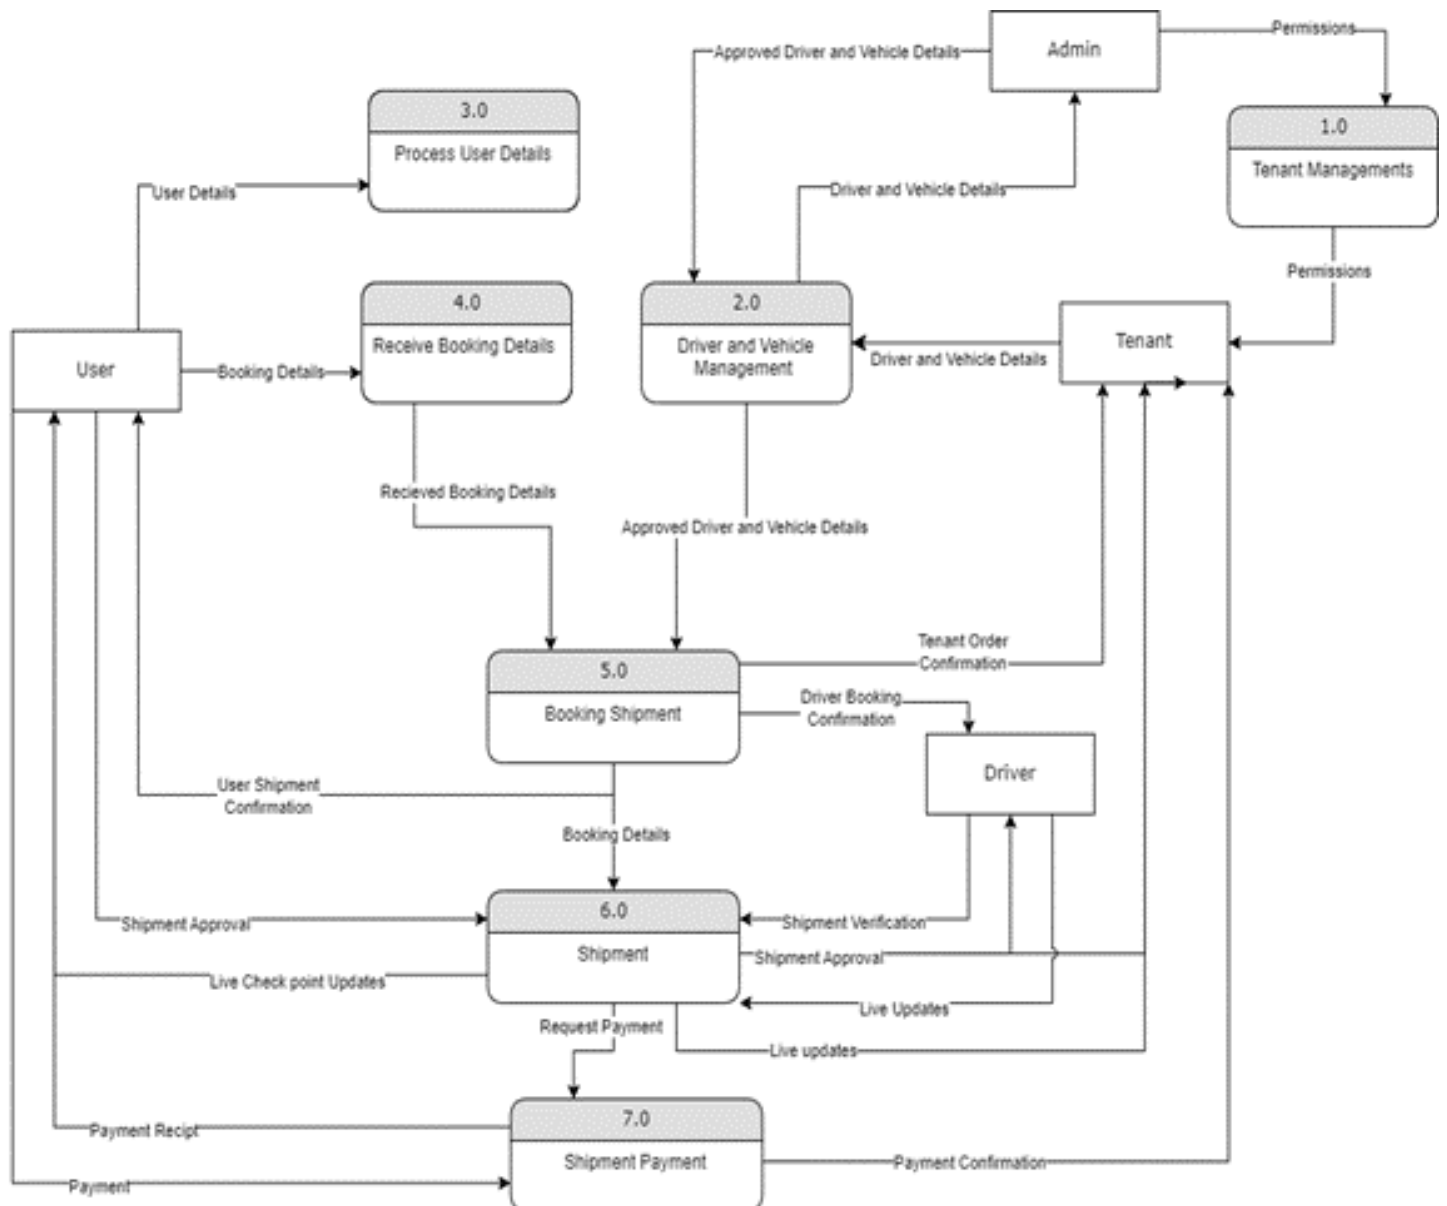 Admin
Permissions
Approved Driver and Vehicle Details
3.0
Process User Details
1.0
Tenant Managements
User Details
Driver and Vehicle Details
Permissions
4.0
Receive Booking Details
2.0
Driver and Vehicle
Management
Tenant
Driver and Vehicle Details
User
Booking Details
Recieved Booking Details
Approved Driver and Vehicle Details
5.0
Booking Shipment
Tenant Order
Confirmation
Driver Booking
Confirmation
Driver
User Shipment
Confirmation
Booking Details
6.0
Shipment
Shipment Approval
Shipment Verification
Shipment Approval
Live Check point Updates
Live Updates
Request Payment
Live updates
7.0
Shipment Payment
Payment Recipt
Payment Confirmation
Payment